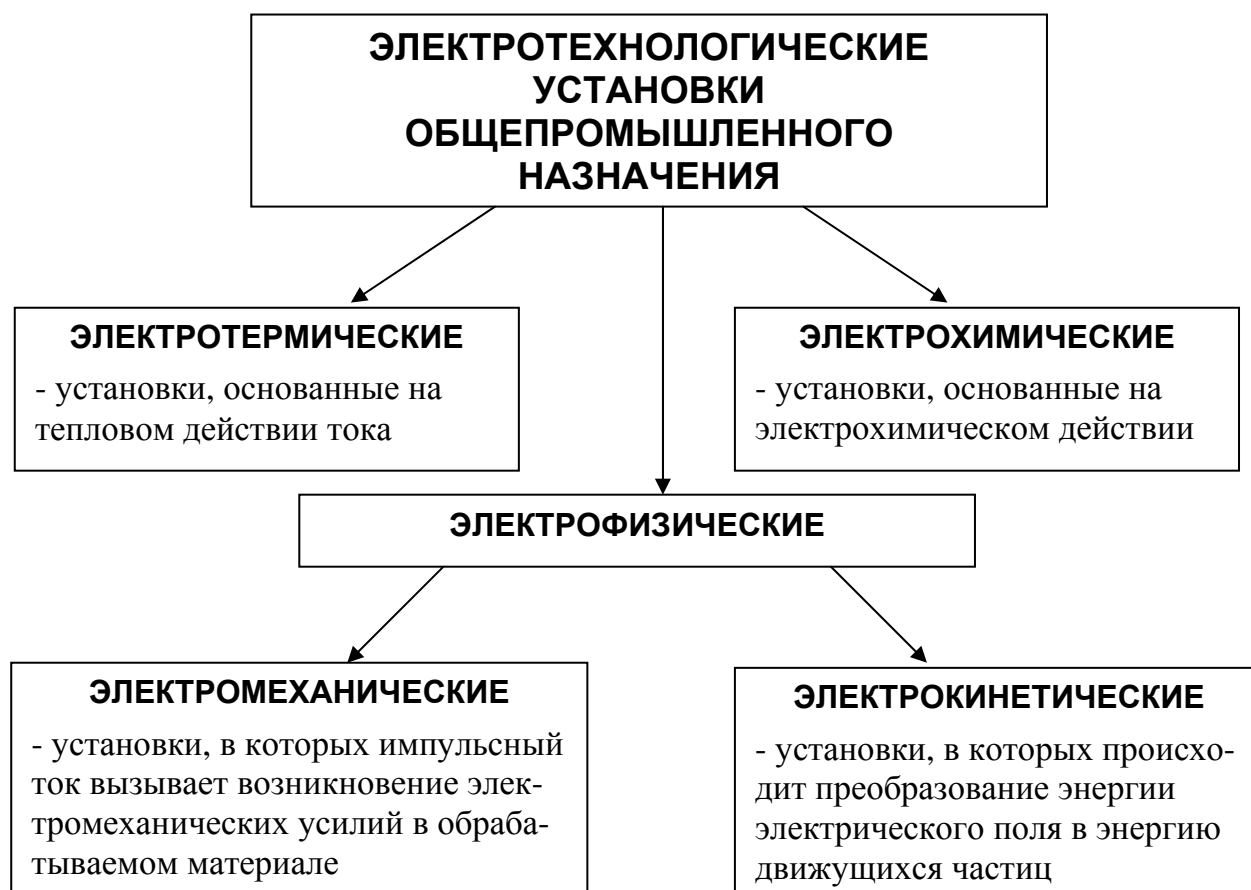 ЭЛЕКТРОТЕХНОЛОГИЧЕСКИЕ
УСТАНОВКИ
ОБЩЕПРОМЫШЛЕННОГО
НАЗНАЧЕНИЯ
ЭЛЕКТРОТЕРМИЧЕСКИЕ
- установки, основанные на
тепловом действии тока
ЭЛЕКТРОХИМИЧЕСКИЕ
- установки, основанные на
электрохимическом действии
ЭЛЕКТРОФИЗИЧЕСКИЕ
ЭЛЕКТРОМЕХАНИЧЕСКИЕ
- установки, в которых импульсный
ток вызывает возникновение элек-
тромеханических усилий в обраба-
тываемом материале
ЭЛЕКТРОКИНЕТИЧЕСКИЕ
- установки, в которых происхо-
дит преобразование энергии
электрического поля в энергию
движущихся частиц